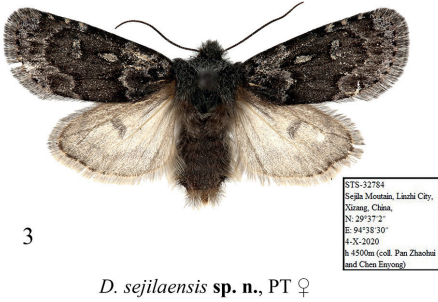 STS-32784
Sejila Moutain, Linzhi City,
Xizang, China,
N: 29°37'2"
E: 94°38'30"
4-X-2020
h 4500m (coll. Pan Zhaohui
and Chen Enyong)
3
D. sejilaensis sp. n., PT ♀